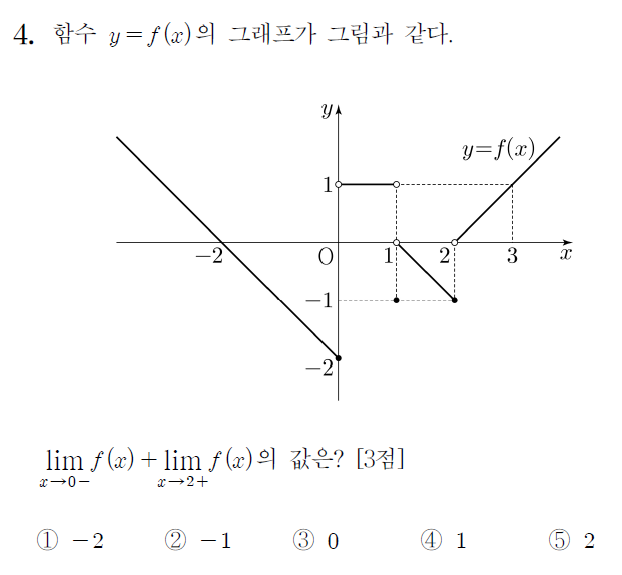 4. 함수 y=f(x)의 그래프가 그림과 같다.
y
y=f(x)
1
-2
O
1
2
3
x
-1
-2
lim f(x)+lim f(x)의 값은? [3점]
x→0- x→2+
① -2 ② -1 ③ 0 ④ 1 ⑤ 2